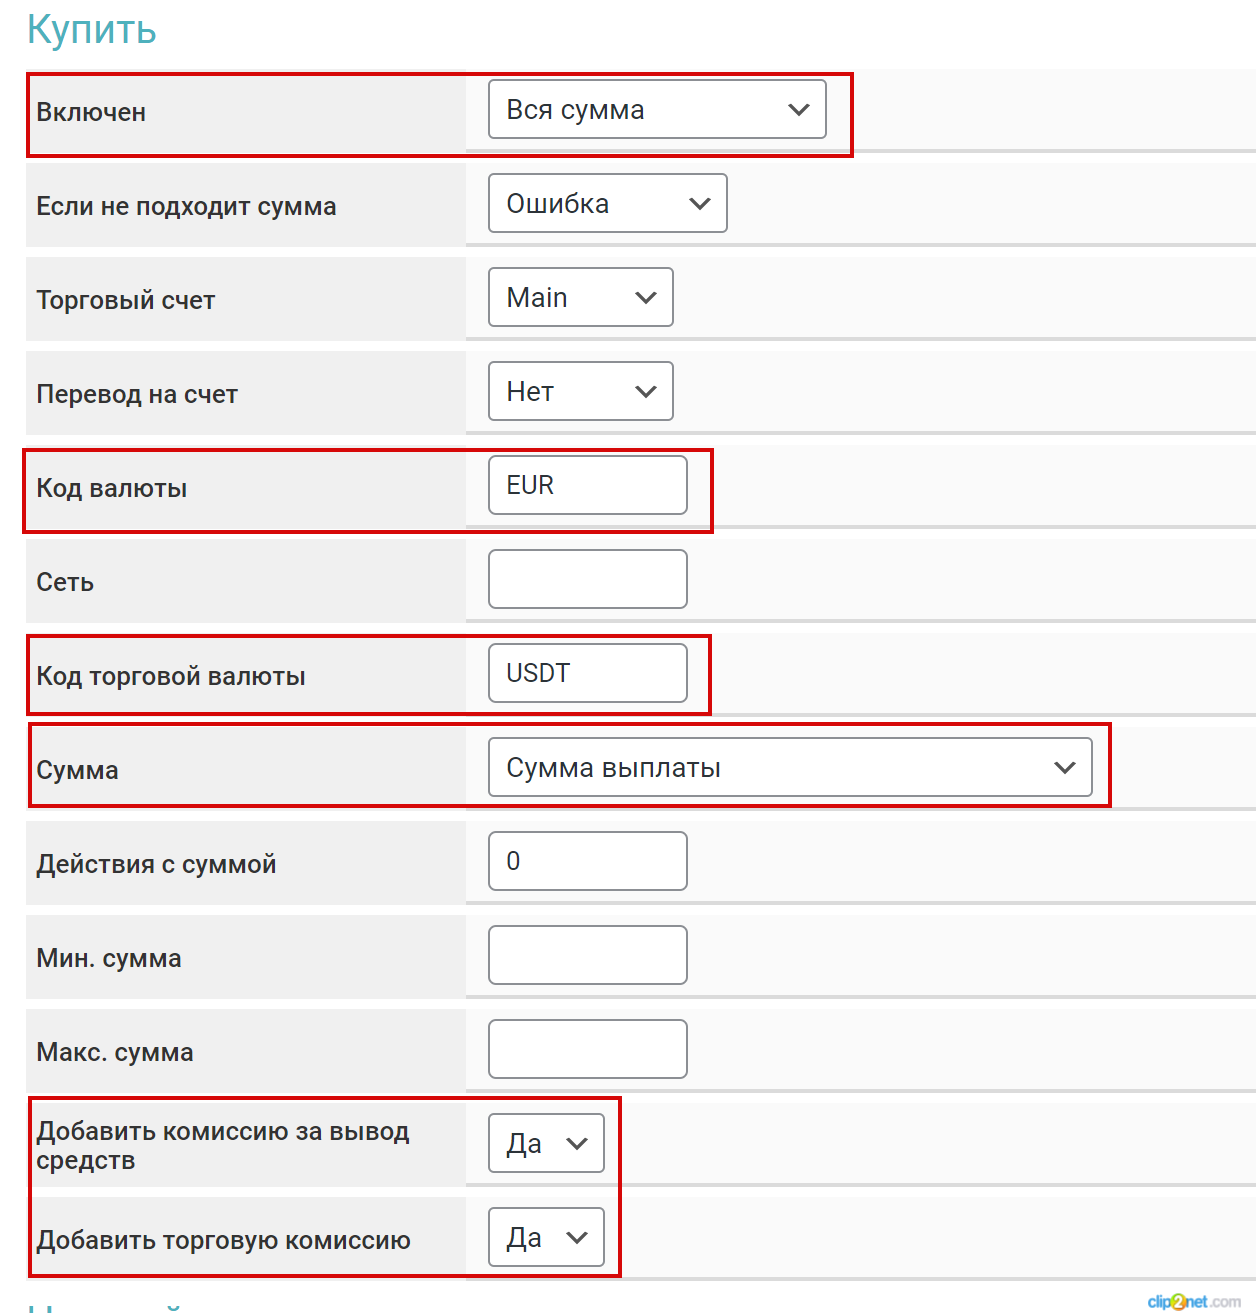 Купить
Включен
Вся сумма
Если не подходит сумма
Ошибка
Торговый счет
Main
Перевод на счет
Нет
Код валюты
EUR
Сеть
Код торговой валюты
USDT
Сумма
Сумма выплаты
Действия с суммой
0
Мин. сумма
Макс. сумма
Добавить комиссию за вывод
средств
Да
Добавить торговую комиссию
Да
clip2net.com